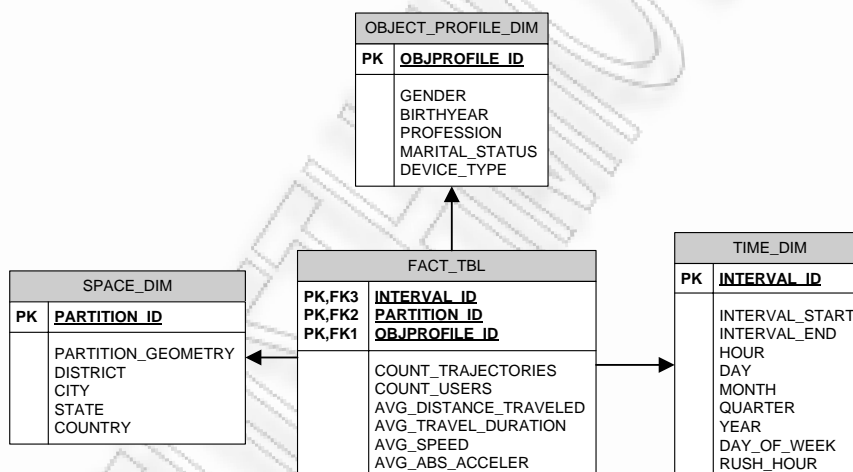 OBJECT_PROFILE_DIM
PK OBJPROFILE_ID
GENDER
BIRTHYEAR
PROFESSION
MARITAL_STATUS
DEVICE_TYPE
SPACE_DIM
PK PARTITION_ID
PARTITION_GEOMETRY
DISTRICT
CITY
STATE
COUNTRY
FACT_TBL
PK,FK3 INTERVAL_ID
PK,FK2 PARTITION_ID
PK,FK1 OBJPROFILE_ID
COUNT_TRAJECTORIES
COUNT_USERS
AVG_DISTANCE_TRAVELED
AVG_TRAVEL_DURATION
AVG_SPEED
AVG_ABS_ACCELER
TIME_DIM
PK INTERVAL_ID
INTERVAL_START
INTERVAL_END
HOUR
DAY
MONTH
QUARTER
YEAR
DAY_OF_WEEK
RUSH_HOUR